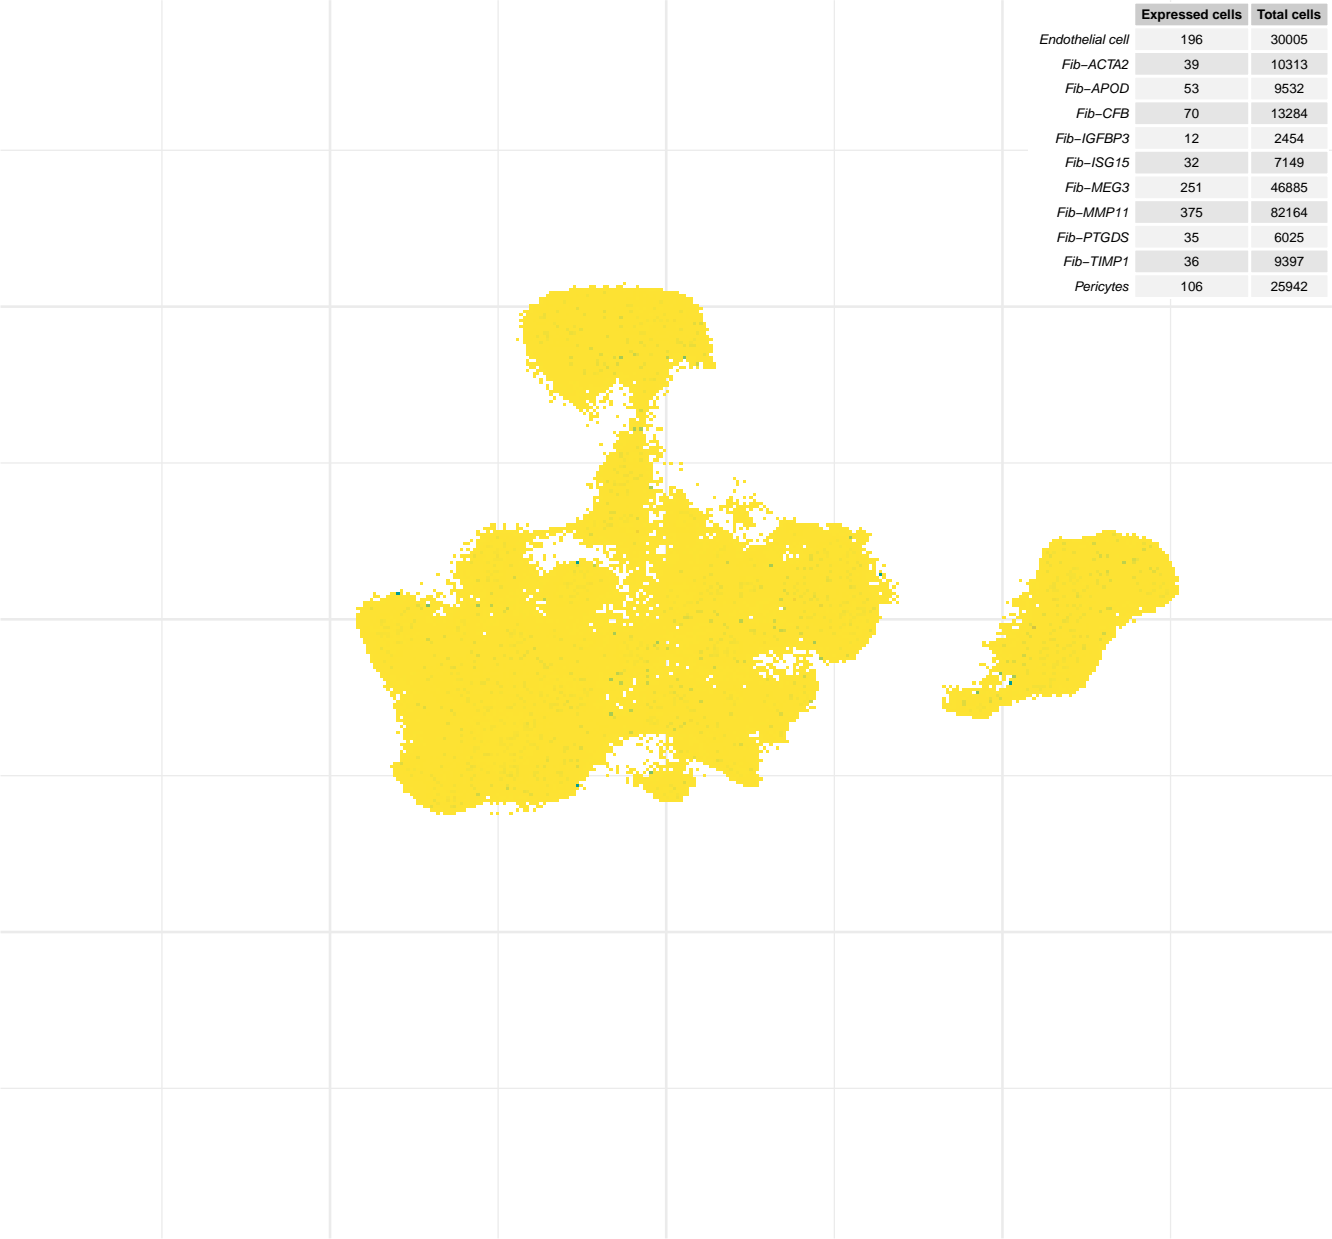 Expressed cells Total cells
Endothelial cell 196 30005
Fib−ACTA2 39 10313
Fib−APOD 53 9532
Fib−CFB 70 13284
Fib−IGFBP3 12 2454
Fib−ISG15 32 7149
Fib−MEG3 251 46885
Fib−MMP11 375 82164
Fib−PTGDS 35 6025
Fib−TIMP1 36 9397
Pericytes 106 25942